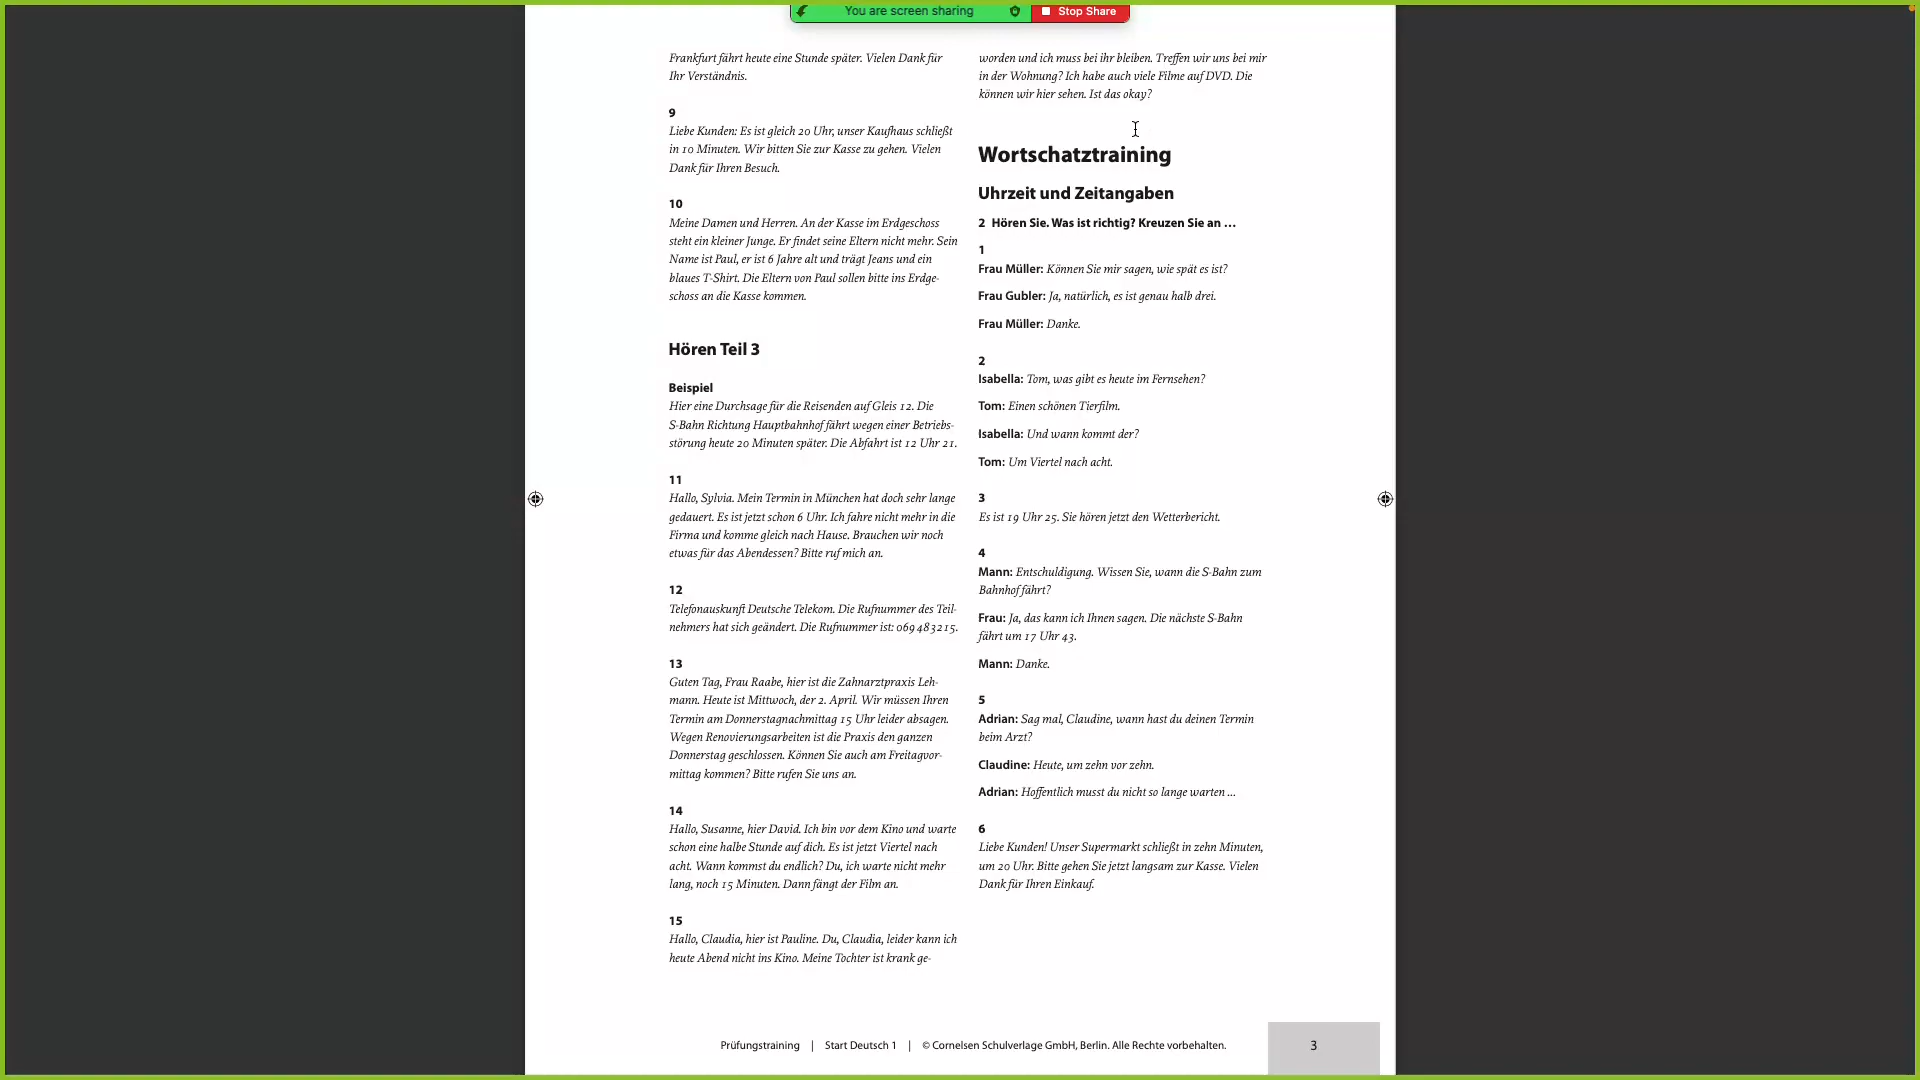 You are screen sharing
Stop Share
Frankfurt fährt heute eine Stunde später. Vielen Dank für
Ihr Verständnis.
9
Liebe Kunden: Es ist gleich 20 Uhr, unser Kaufhaus schließt
in 10 Minuten. Wir bitten Sie zur Kasse zu gehen. Vielen
Dank für Ihren Besuch.
10
Meine Damen und Herren. An der Kasse im Erdgeschoss
steht ein kleiner Junge. Er findet seine Eltern nicht mehr. Sein
Name ist Paul, er ist 6 Jahre alt und trägt Jeans und ein
blaues T-Shirt. Die Eltern von Paul sollen bitte ins Erdge-
schoss an die Kasse kommen.
Hören Teil 3
Beispiel
Hier eine Durchsage für die Reisenden auf Gleis 12. Die
S-Bahn Richtung Hauptbahnhof fährt wegen einer Betriebs-
störung heute 20 Minuten später. Die Abfahrt ist 12 Uhr 21.
11
Hallo, Sylvia. Mein Termin in München hat doch sehr lange
gedauert. Es ist jetzt schon 6 Uhr. Ich fahre nicht mehr in die
Firma und komme gleich nach Hause. Brauchen wir noch
etwas für das Abendessen? Bitte ruf mich an.
12
Telefonauskunft Deutsche Telekom. Die Rufnummer des Teil-
nehmers hat sich geändert. Die Rufnummer ist: 069 483215.
13
Guten Tag, Frau Raabe, hier ist die Zahnarztpraxis Leh-
mann. Heute ist Mittwoch, der 2. April. Wir müssen Ihren
Termin am Donnerstagnachmittag 15 Uhr leider absagen.
Wegen Renovierungsarbeiten ist die Praxis den ganzen
Donnerstag geschlossen. Können Sie auch am Freitagvor-
mittag kommen? Bitte rufen Sie uns an.
14
Hallo, Susanne, hier David. Ich bin vor dem Kino und warte
schon eine halbe Stunde auf dich. Es ist jetzt Viertel nach
acht. Wann kommst du endlich? Du, ich warte nicht mehr
lang, noch 15 Minuten. Dann fängt der Film an.
15
Hallo, Claudia, hier ist Pauline. Du, Claudia, leider kann ich
heute Abend nicht ins Kino. Meine Tochter ist krank ge-
worden und ich muss bei ihr bleiben. Treffen wir uns bei mir
in der Wohnung? Ich habe auch viele Filme auf DVD. Die
können wir hier sehen. Ist das okay?
Wortschatztraining
Uhrzeit und Zeitangaben
2 Hören Sie. Was ist richtig? Kreuzen Sie an …
1
Frau Müller: Können Sie mir sagen, wie spät es ist?
Frau Gubler: Ja, natürlich, es ist genau halb drei.
Frau Müller: Danke.
2
Isabella: Tom, was gibt es heute im Fernsehen?
Tom: Einen schönen Tierfilm.
Isabella: Und wann kommt der?
Tom: Um Viertel nach acht.
3
Es ist 19 Uhr 25. Sie hören jetzt den Wetterbericht.
4
Mann: Entschuldigung. Wissen Sie, wann die S-Bahn zum
Bahnhof fährt?
Frau: Ja, das kann ich Ihnen sagen. Die nächste S-Bahn
fährt um 17 Uhr 43.
Mann: Danke.
5
Adrian: Sag mal, Claudine, wann hast du deinen Termin
beim Arzt?
Claudine: Heute, um zehn vor zehn.
Adrian: Hoffentlich musst du nicht so lange warten …
6
Liebe Kunden! Unser Supermarkt schließt in zehn Minuten,
um 20 Uhr. Bitte gehen Sie jetzt langsam zur Kasse. Vielen
Dank für Ihren Einkauf.
Prüfungstraining | Start Deutsch 1 | © Cornelsen Schulverlage GmbH, Berlin. Alle Rechte vorbehalten.
3